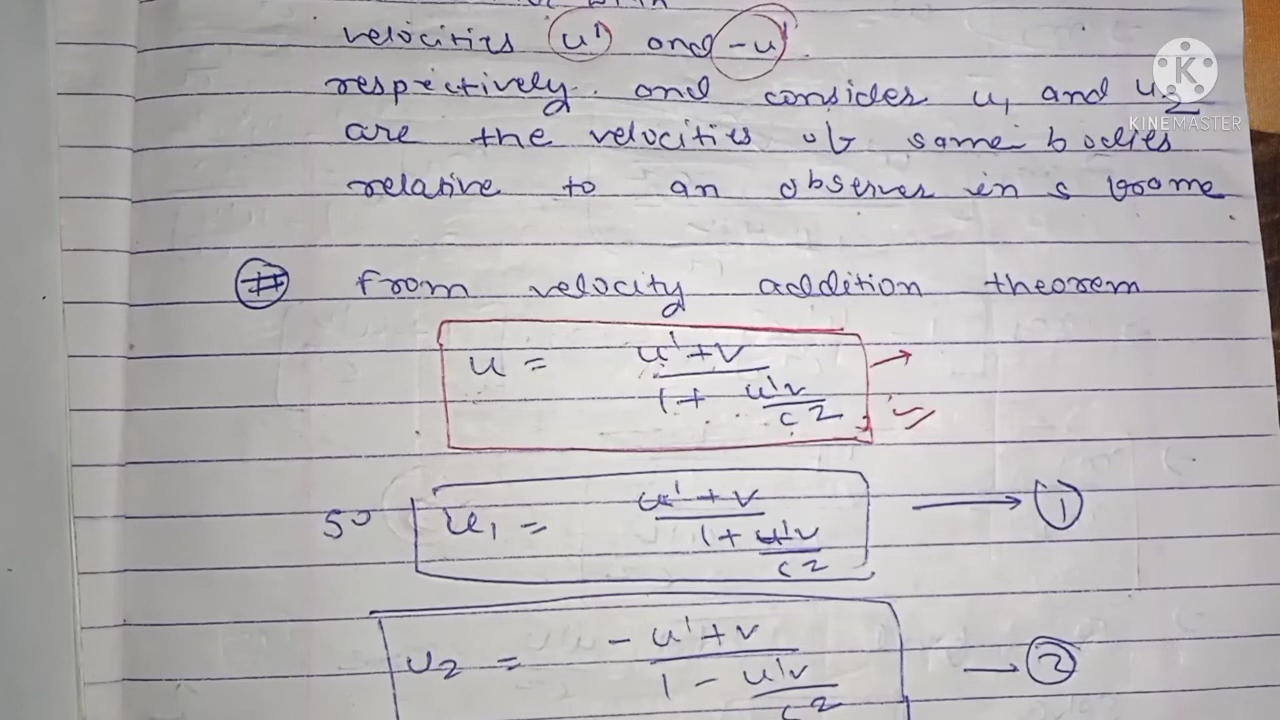 velocities u' and -u'
respectively. and consider u₁ and u₂
KINEMASTER
are the velocities of same bodies
relative to an observer in s frame
# From velocity addition theorem
u = (u' + v) / (1 + u'v/c²)
so u₁ = (u' + v) / (1 + u'v/c²) → ①
u₂ = (-u' + v) / (1 - u'v/c²) → ②